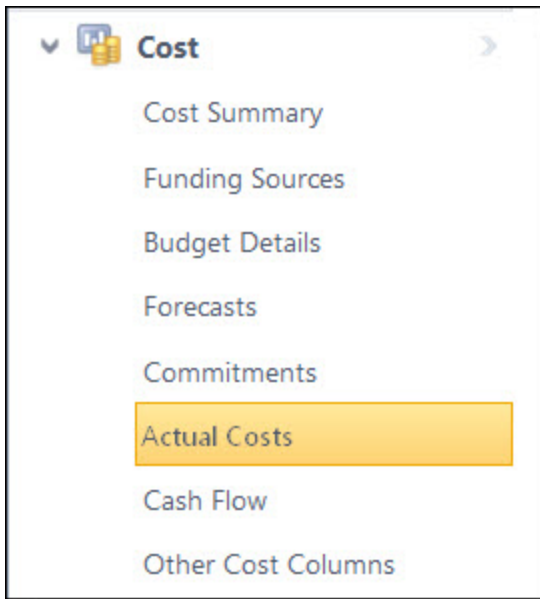 Cost
Cost Summary
Funding Sources
Budget Details
Forecasts
Commitments
Actual Costs
Cash Flow
Other Cost Columns